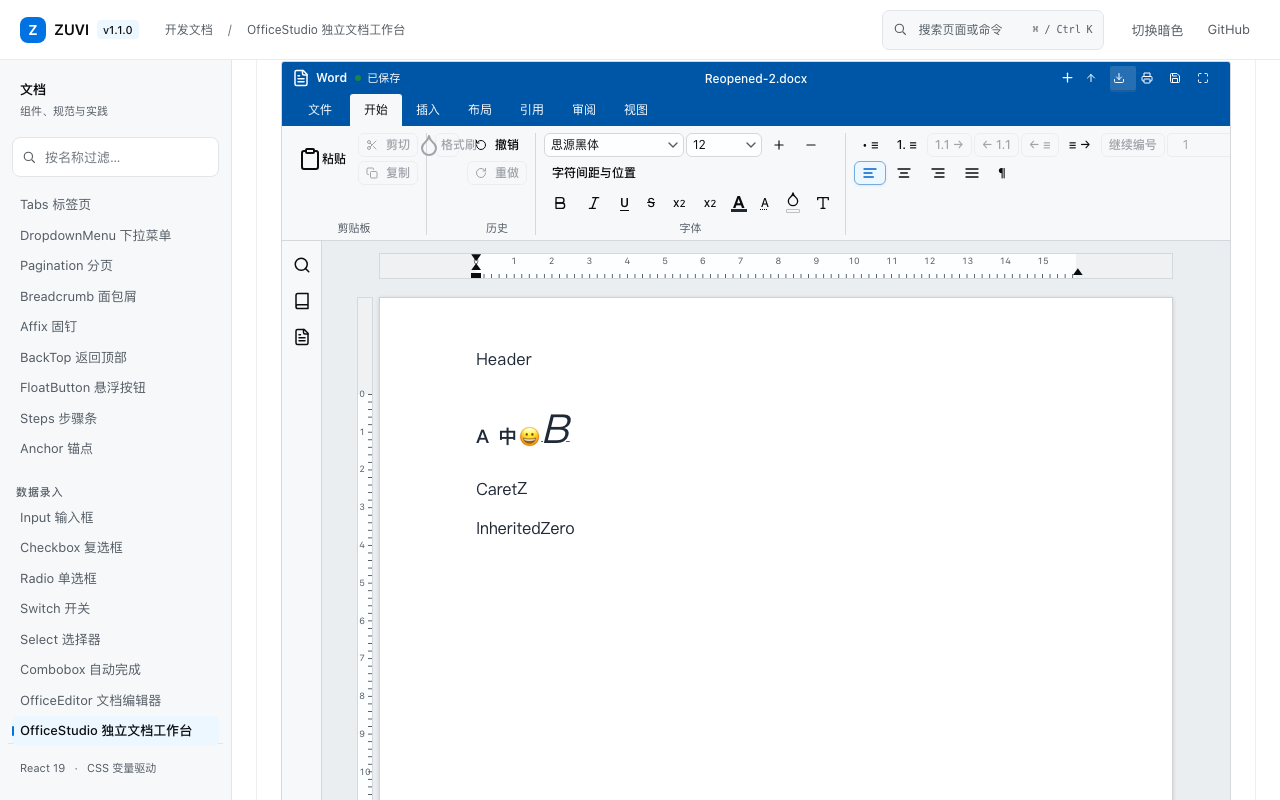 Z ZUVI v1.1.0 开发文档 / OfficeStudio 独立文档工作台 搜索页面或命令 ⌘ / Ctrl K 切换暗色 GitHub
文档
组件、规范与实践
按名称过滤...
Tabs 标签页
DropdownMenu 下拉菜单
Pagination 分页
Breadcrumb 面包屑
Affix 固钉
BackTop 返回顶部
FloatButton 悬浮按钮
Steps 步骤条
Anchor 锚点
数据录入
Input 输入框
Checkbox 复选框
Radio 单选框
Switch 开关
Select 选择器
Combobox 自动完成
OfficeEditor 文档编辑器
OfficeStudio 独立文档工作台
React 19 · CSS 变量驱动
Word 已保存 Reopened-2.docx
文件 开始 插入 布局 引用 审阅 视图
粘贴 剪切 格式刷 撤销 思源黑体 12 + − • ≡ 1. ≡ 1.1 → ← 1.1 ← ≡ ≡ → 继续编号 1
复制 重做 字符间距与位置 ¶
B I U S x2 x2 A A T
剪贴板 历史 字体
1 2 3 4 5 6 7 8 9 10 11 12 13 14 15
0
1
2
3
4
5
6
7
8
9
10
Header
A 中😀 B
CaretZ
InheritedZero